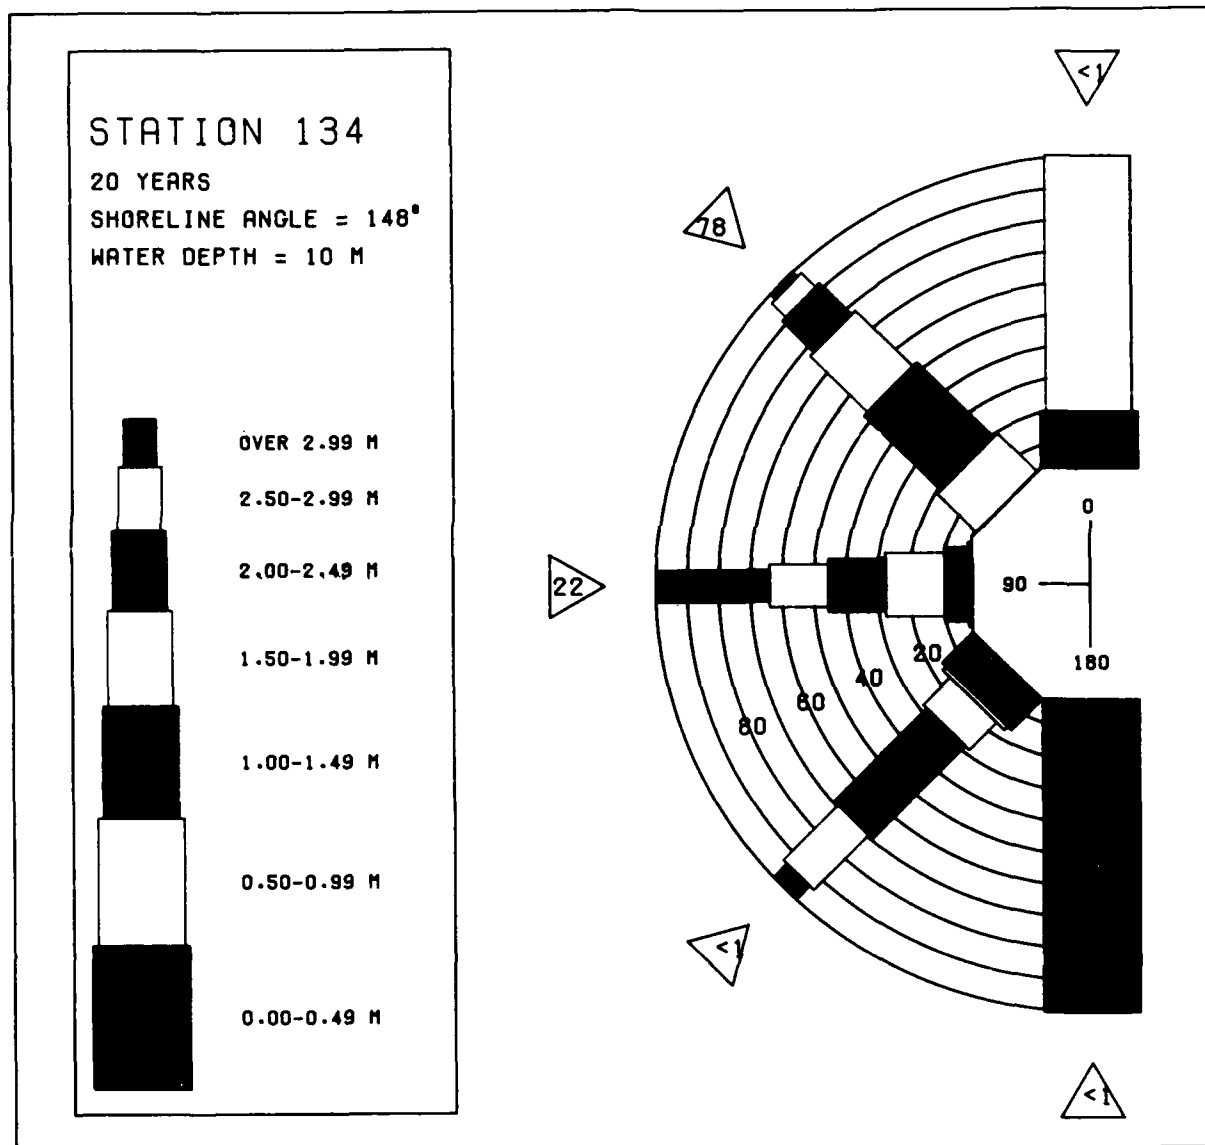 STATION 134
20 YEARS
SHORELINE ANGLE = 148°
WATER DEPTH = 10 M
OVER 2.99 M
2.50-2.99 M
2.00-2.49 M
1.50-1.99 M
1.00-1.49 M
0.50-0.99 M
0.00-0.49 M
<1
78
22
<1
<1
0
90
180
20
40
60
80